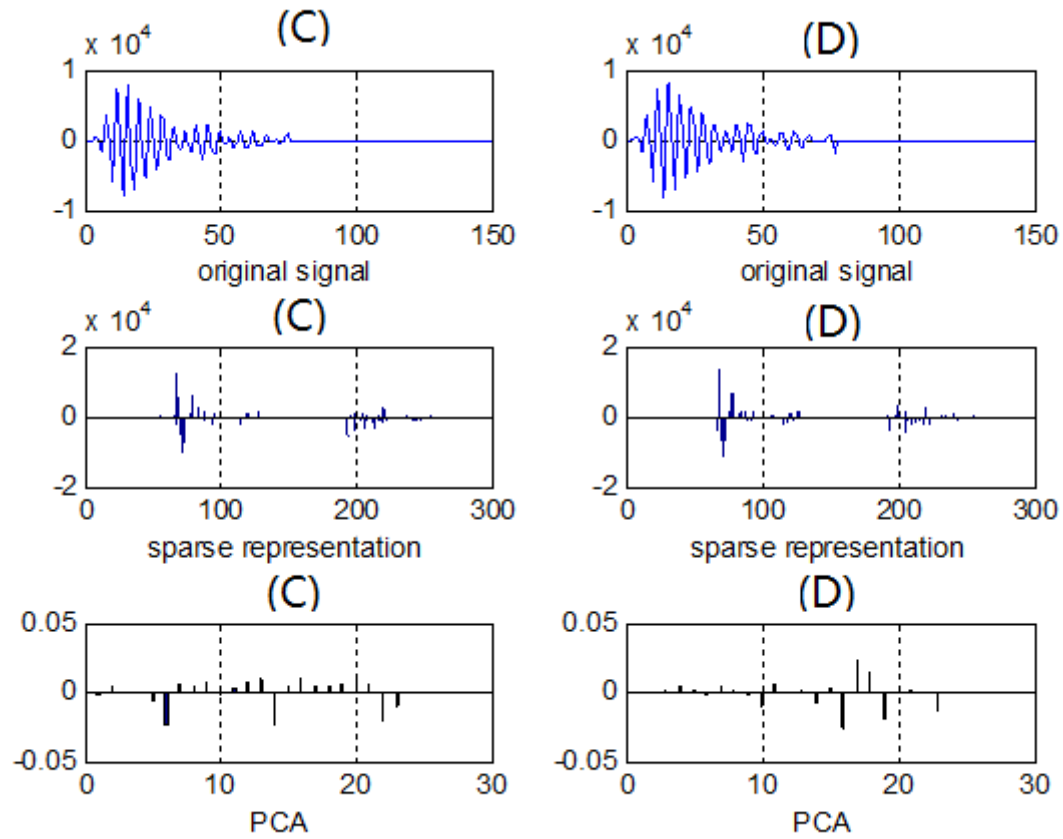 (C)
x 10^4
1
0
-1
0 50 100 150
original signal
(D)
x 10^4
1
0
-1
0 50 100 150
original signal
(C)
x 10^4
2
0
-2
0 100 200 300
sparse representation
(D)
x 10^4
2
0
-2
0 100 200 300
sparse representation
(C)
0.05
0
-0.05
0 10 20 30
PCA
(D)
0.05
0
-0.05
0 10 20 30
PCA